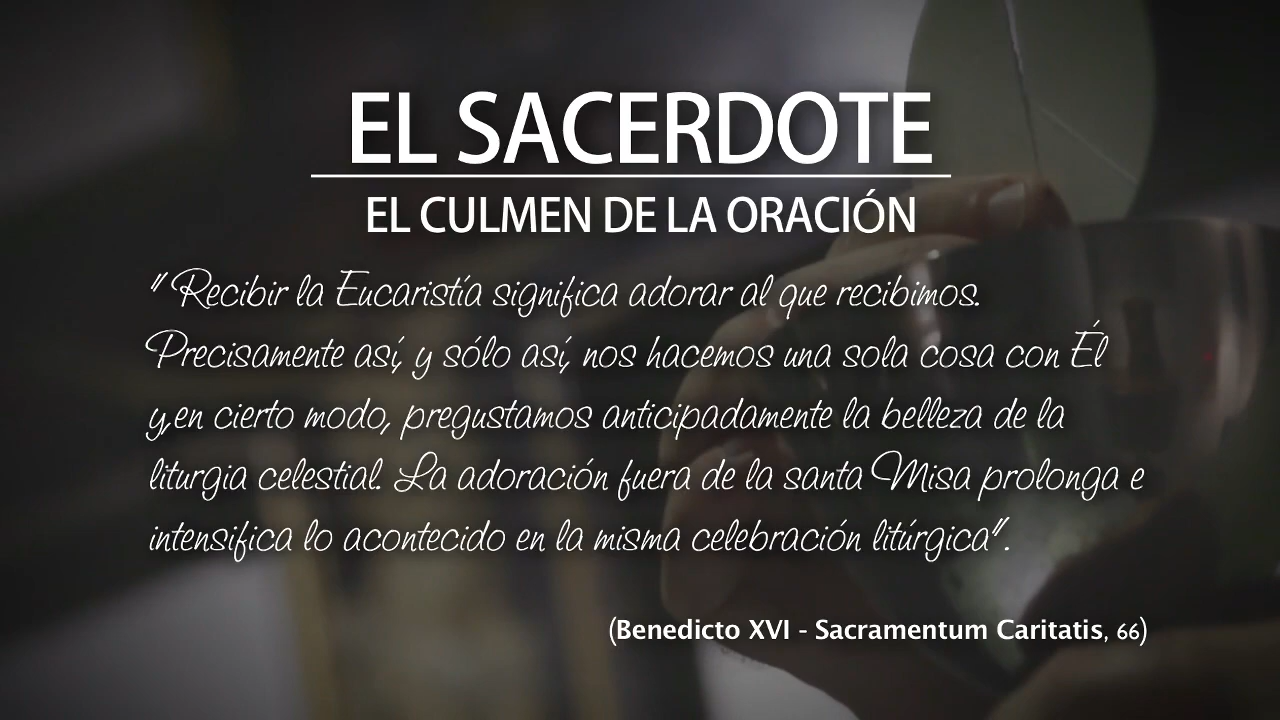 EL SACERDOTE
EL CULMEN DE LA ORACIÓN
"Recibir la Eucaristía significa adorar al que recibimos.
Precisamente así, y sólo así, nos hacemos una sola cosa con Él
y,en cierto modo, pregustamos anticipadamente la belleza de la
liturgia celestial. La adoración fuera de la santa Misa prolonga e
intensifica lo acontecido en la misma celebración litúrgica".
(Benedicto XVI - Sacramentum Caritatis, 66)